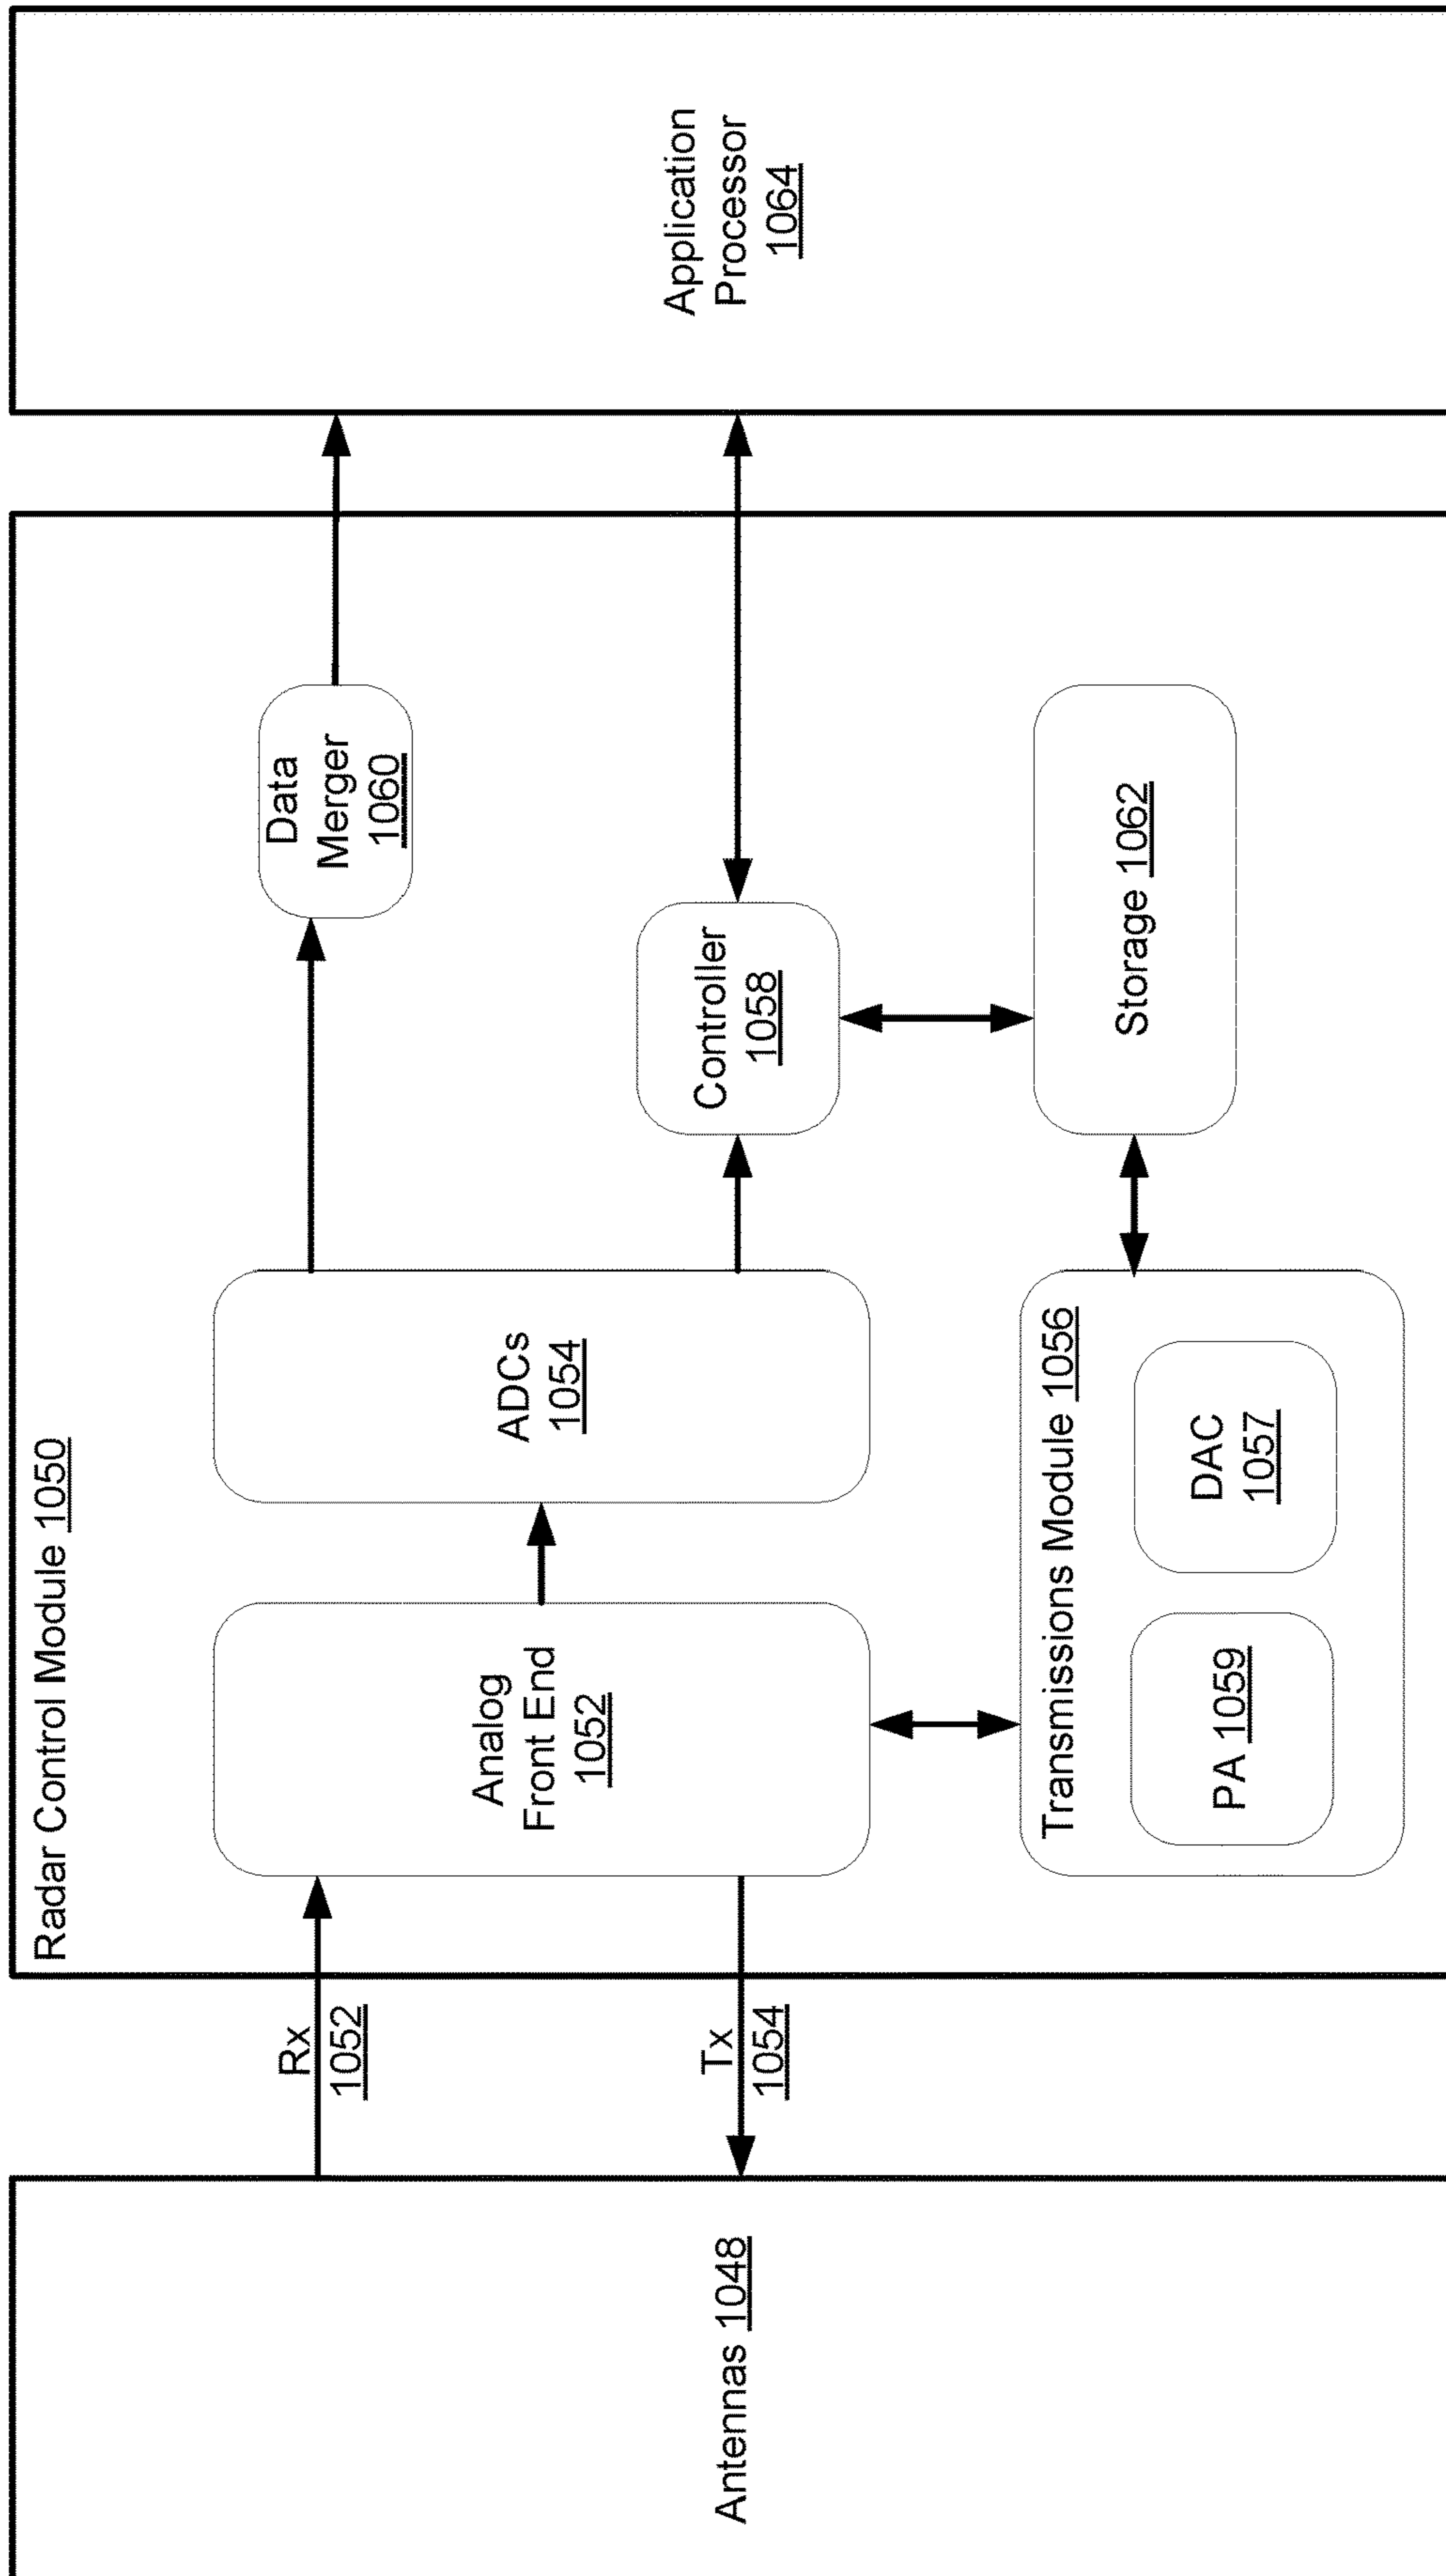 Antennas 1048
Rx
1052
Tx
1054
Radar Control Module 1050
Analog
Front End
1052
ADCs
1054
Transmissions Module 1056
PA 1059
DAC
1057
Data
Merger
1060
Controller
1058
Storage 1062
Application
Processor
1064